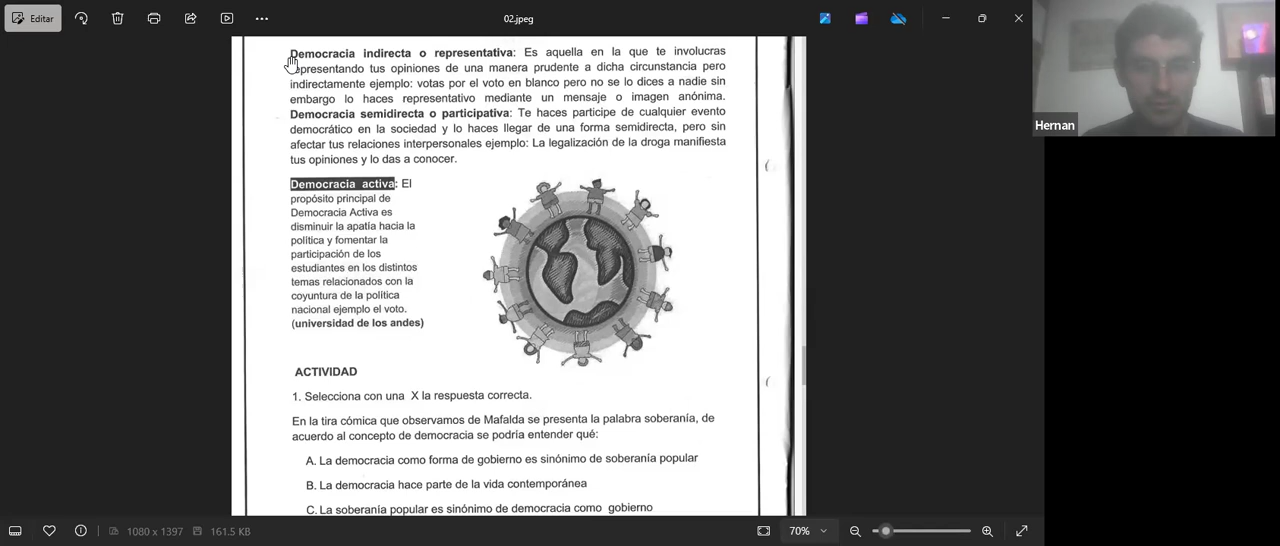 Editar
02.jpeg
Democracia indirecta o representativa: Es aquella en la que te involucras
representando tus opiniones de una manera prudente a dicha circunstancia pero
indirectamente ejemplo: votas por el voto en blanco pero no se lo dices a nadie sin
embargo lo haces representativo mediante un mensaje o imagen anónima.
Democracia semidirecta o participativa: Te haces participe de cualquier evento
democrático en la sociedad y lo haces llegar de una forma semidirecta, pero sin
afectar tus relaciones interpersonales ejemplo: La legalización de la droga manifiesta
tus opiniones y lo das a conocer.
Democracia activa: El
propósito principal de
Democracia Activa es
disminuir la apatía hacia la
política y fomentar la
participación de los
estudiantes en los distintos
temas relacionados con la
coyuntura de la política
nacional ejemplo el voto.
(universidad de los andes)
ACTIVIDAD
1. Selecciona con una X la respuesta correcta.
En la tira cómica que observamos de Mafalda se presenta la palabra soberanía, de
acuerdo al concepto de democracia se podría entender qué:
A. La democracia como forma de gobierno es sinónimo de soberanía popular
B. La democracia hace parte de la vida contemporánea
C. La soberanía popular es sinónimo de democracia como gobierno
Hernan
1080 x 1397
161.5 KB
70%